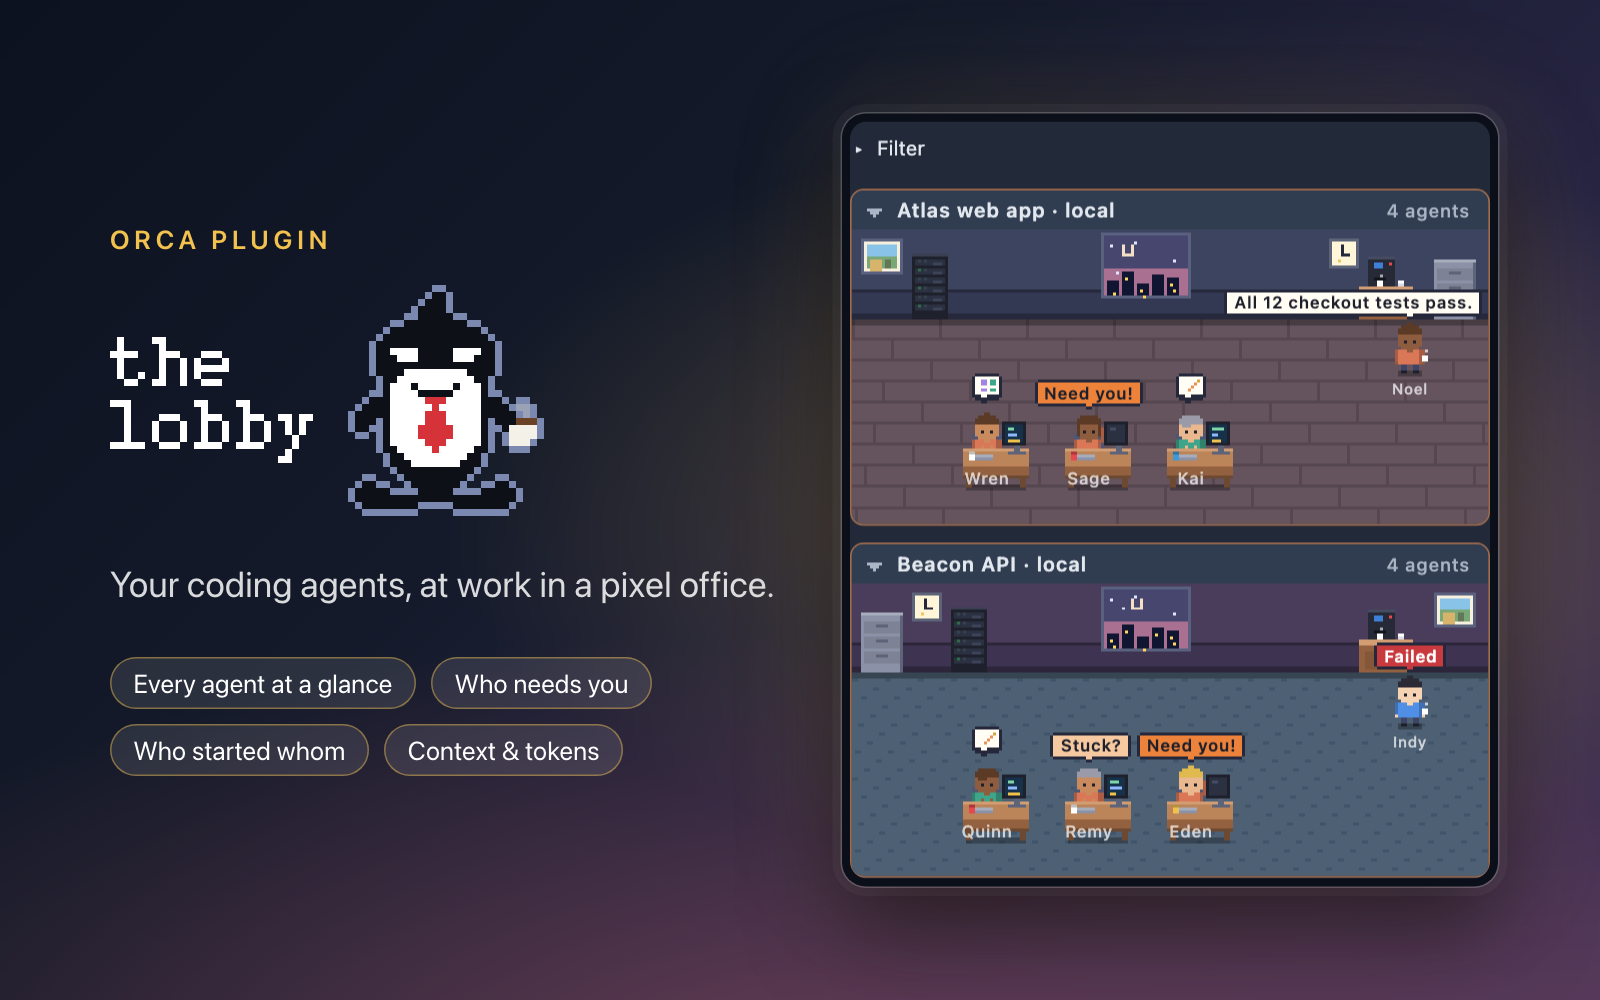 ORCA PLUGIN
the
lobby
Your coding agents, at work in a pixel office.
Every agent at a glance
Who needs you
Who started whom
Context & tokens
Filter
Atlas web app · local
4 agents
All 12 checkout tests pass.
Noel
Need you!
Wren
Sage
Kai
Beacon API · local
4 agents
Failed
Indy
Stuck?
Need you!
Quinn
Remy
Eden